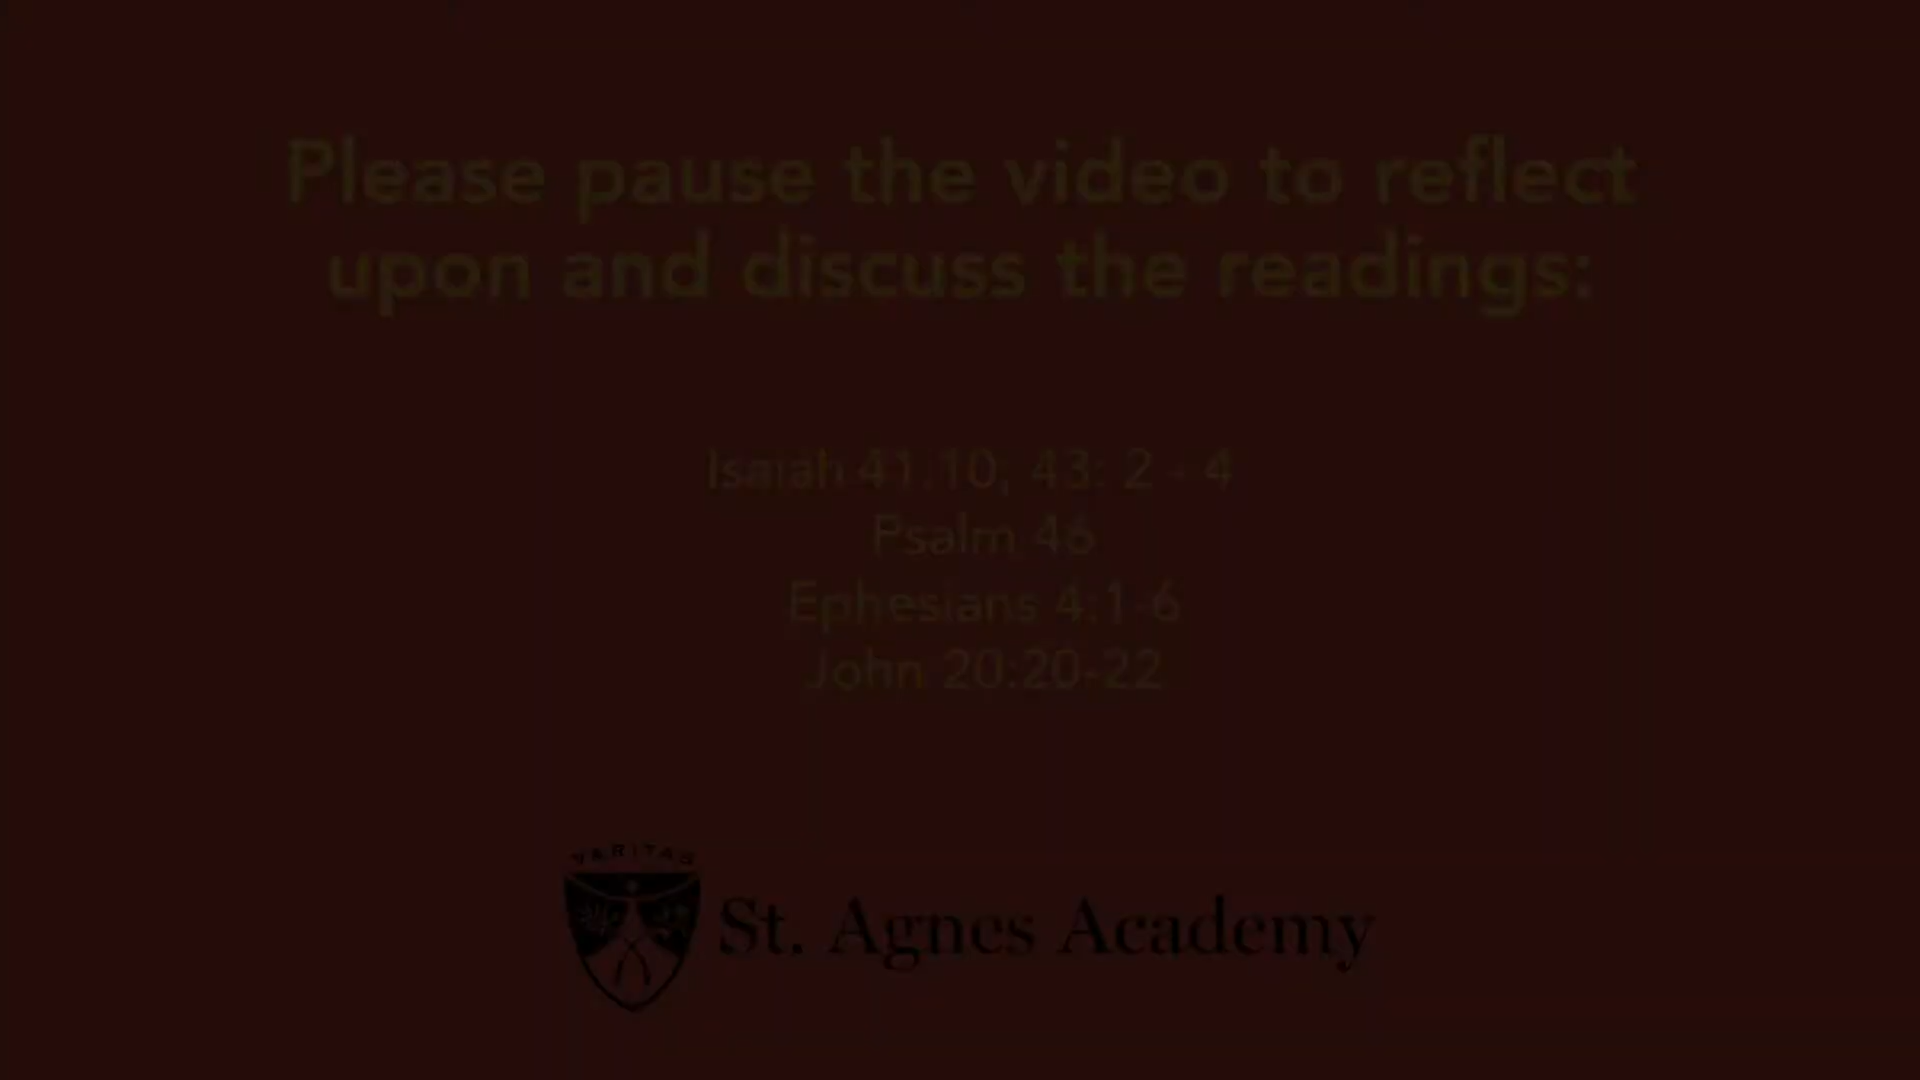 Please pause the video to reflect
upon and discuss the readings:
Isaiah 41:10; 43: 2 - 4
Psalm 46
Ephesians 4:1-6
John 20:20-22
VERITAS
St. Agnes Academy